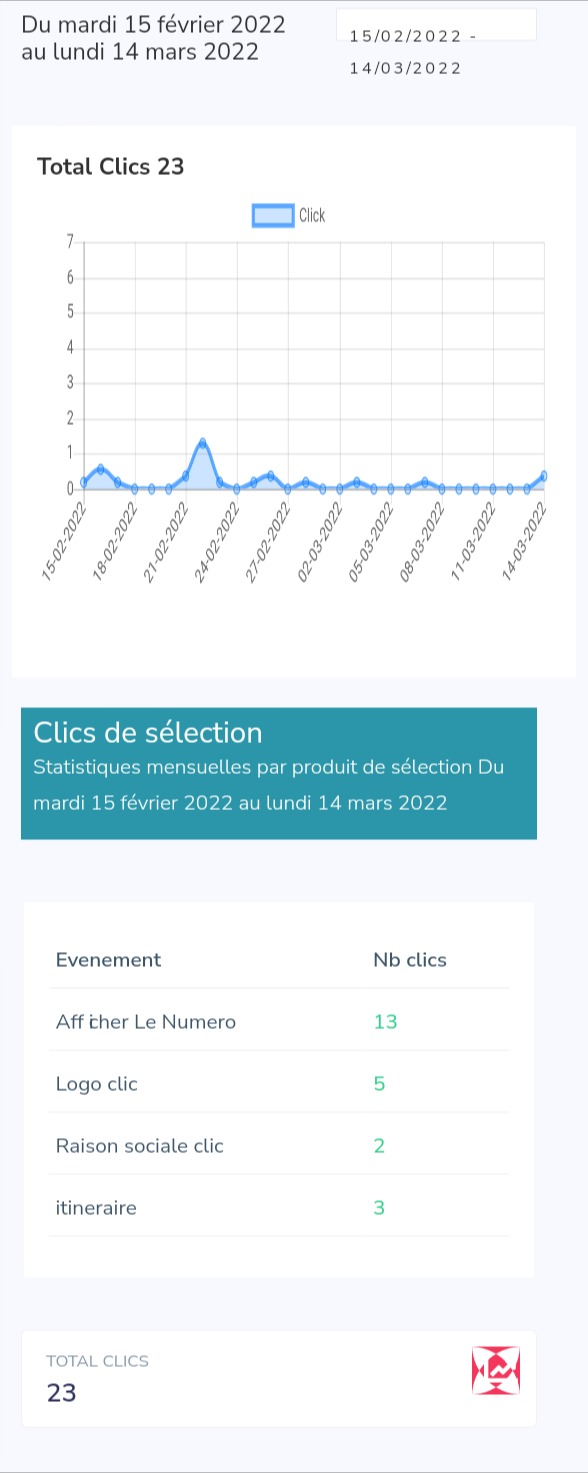 Du mardi 15 février 2022
au lundi 14 mars 2022
15/02/2022 -
14/03/2022
Total Clics 23
Click
7
6
5
4
3
2
1
0
15-02-2022
18-02-2022
21-02-2022
24-02-2022
27-02-2022
02-03-2022
05-03-2022
08-03-2022
11-03-2022
14-03-2022
Clics de sélection
Statistiques mensuelles par produit de sélection Du
mardi 15 février 2022 au lundi 14 mars 2022
Evenement Nb clics
Afficher Le Numero 13
Logo clic 5
Raison sociale clic 2
itineraire 3
TOTAL CLICS
23